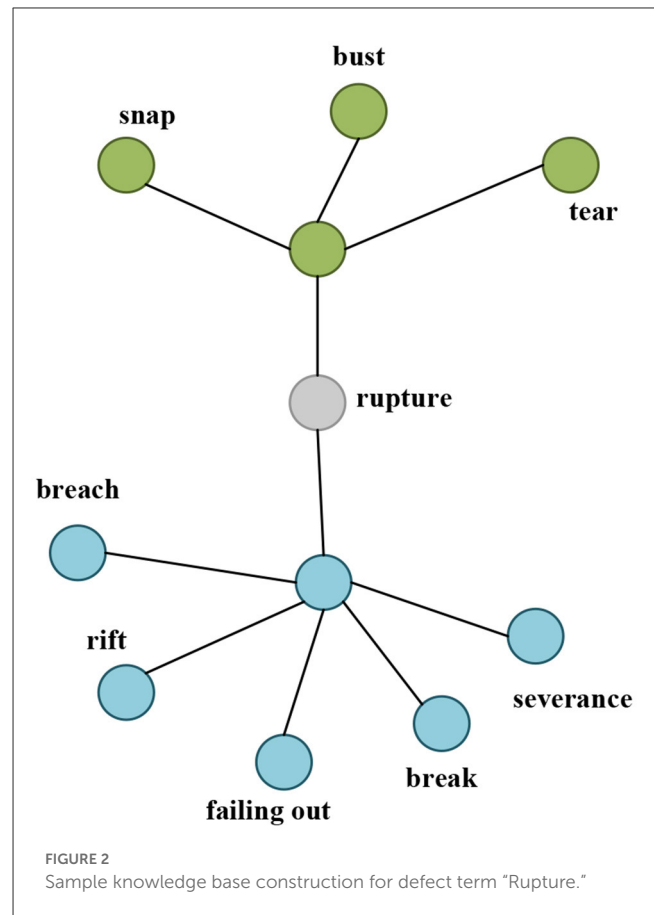 bust
snap
tear
rupture
breach
rift
severance
break
failing out
FIGURE 2
Sample knowledge base construction for defect term “Rupture.”